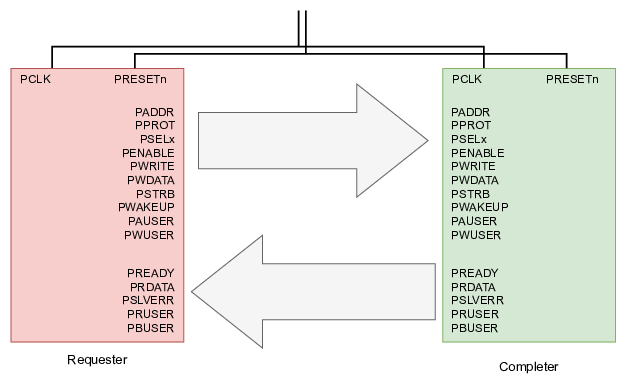 PCLK PRESETn
PADDR
PPROT
PSELx
PENABLE
PWRITE
PWDATA
PSTRB
PWAKEUP
PAUSER
PWUSER
PREADY
PRDATA
PSLVERR
PRUSER
PBUSER
Requester
PCLK PRESETn
PADDR
PPROT
PSELx
PENABLE
PWRITE
PWDATA
PSTRB
PWAKEUP
PAUSER
PWUSER
PREADY
PRDATA
PSLVERR
PRUSER
PBUSER
Completer